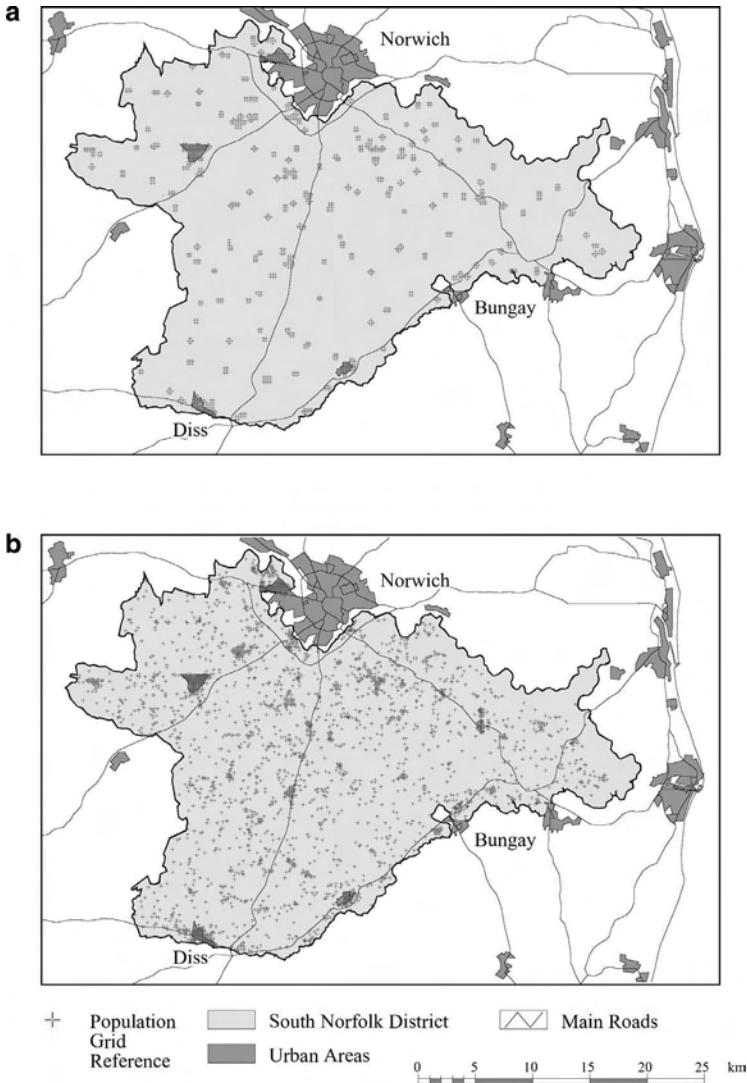 a
Norwich
Bungay
Diss
b
Norwich
Bungay
Diss
Population
Grid
Reference
South Norfolk District
Urban Areas
Main Roads
0 5 10 15 20 25 km